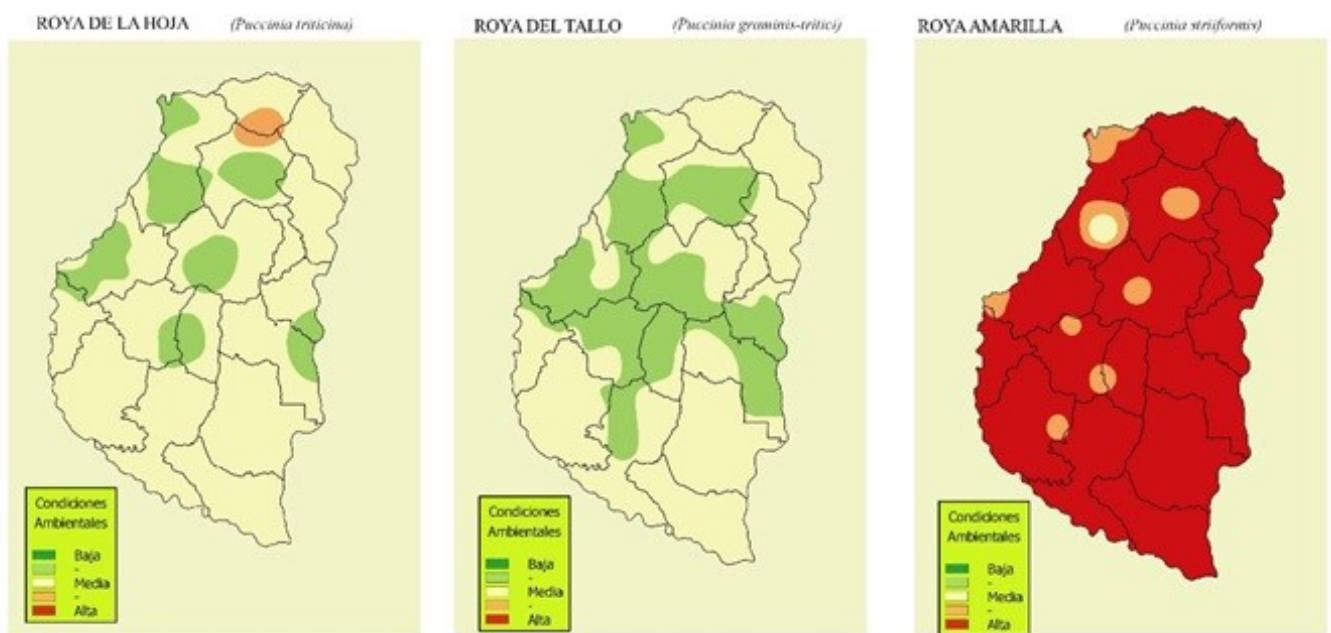 ROYA DE LA HOJA (Puccinia triticina)
Condiciones
Ambientales
Baja
-
Media
-
Alta
ROYA DEL TALLO (Puccinia graminis-tritici)
Condiciones
Ambientales
Baja
-
Media
-
Alta
ROYA AMARILLA (Puccinia striiformis)
Condiciones
Ambientales
Baja
-
Media
-
Alta